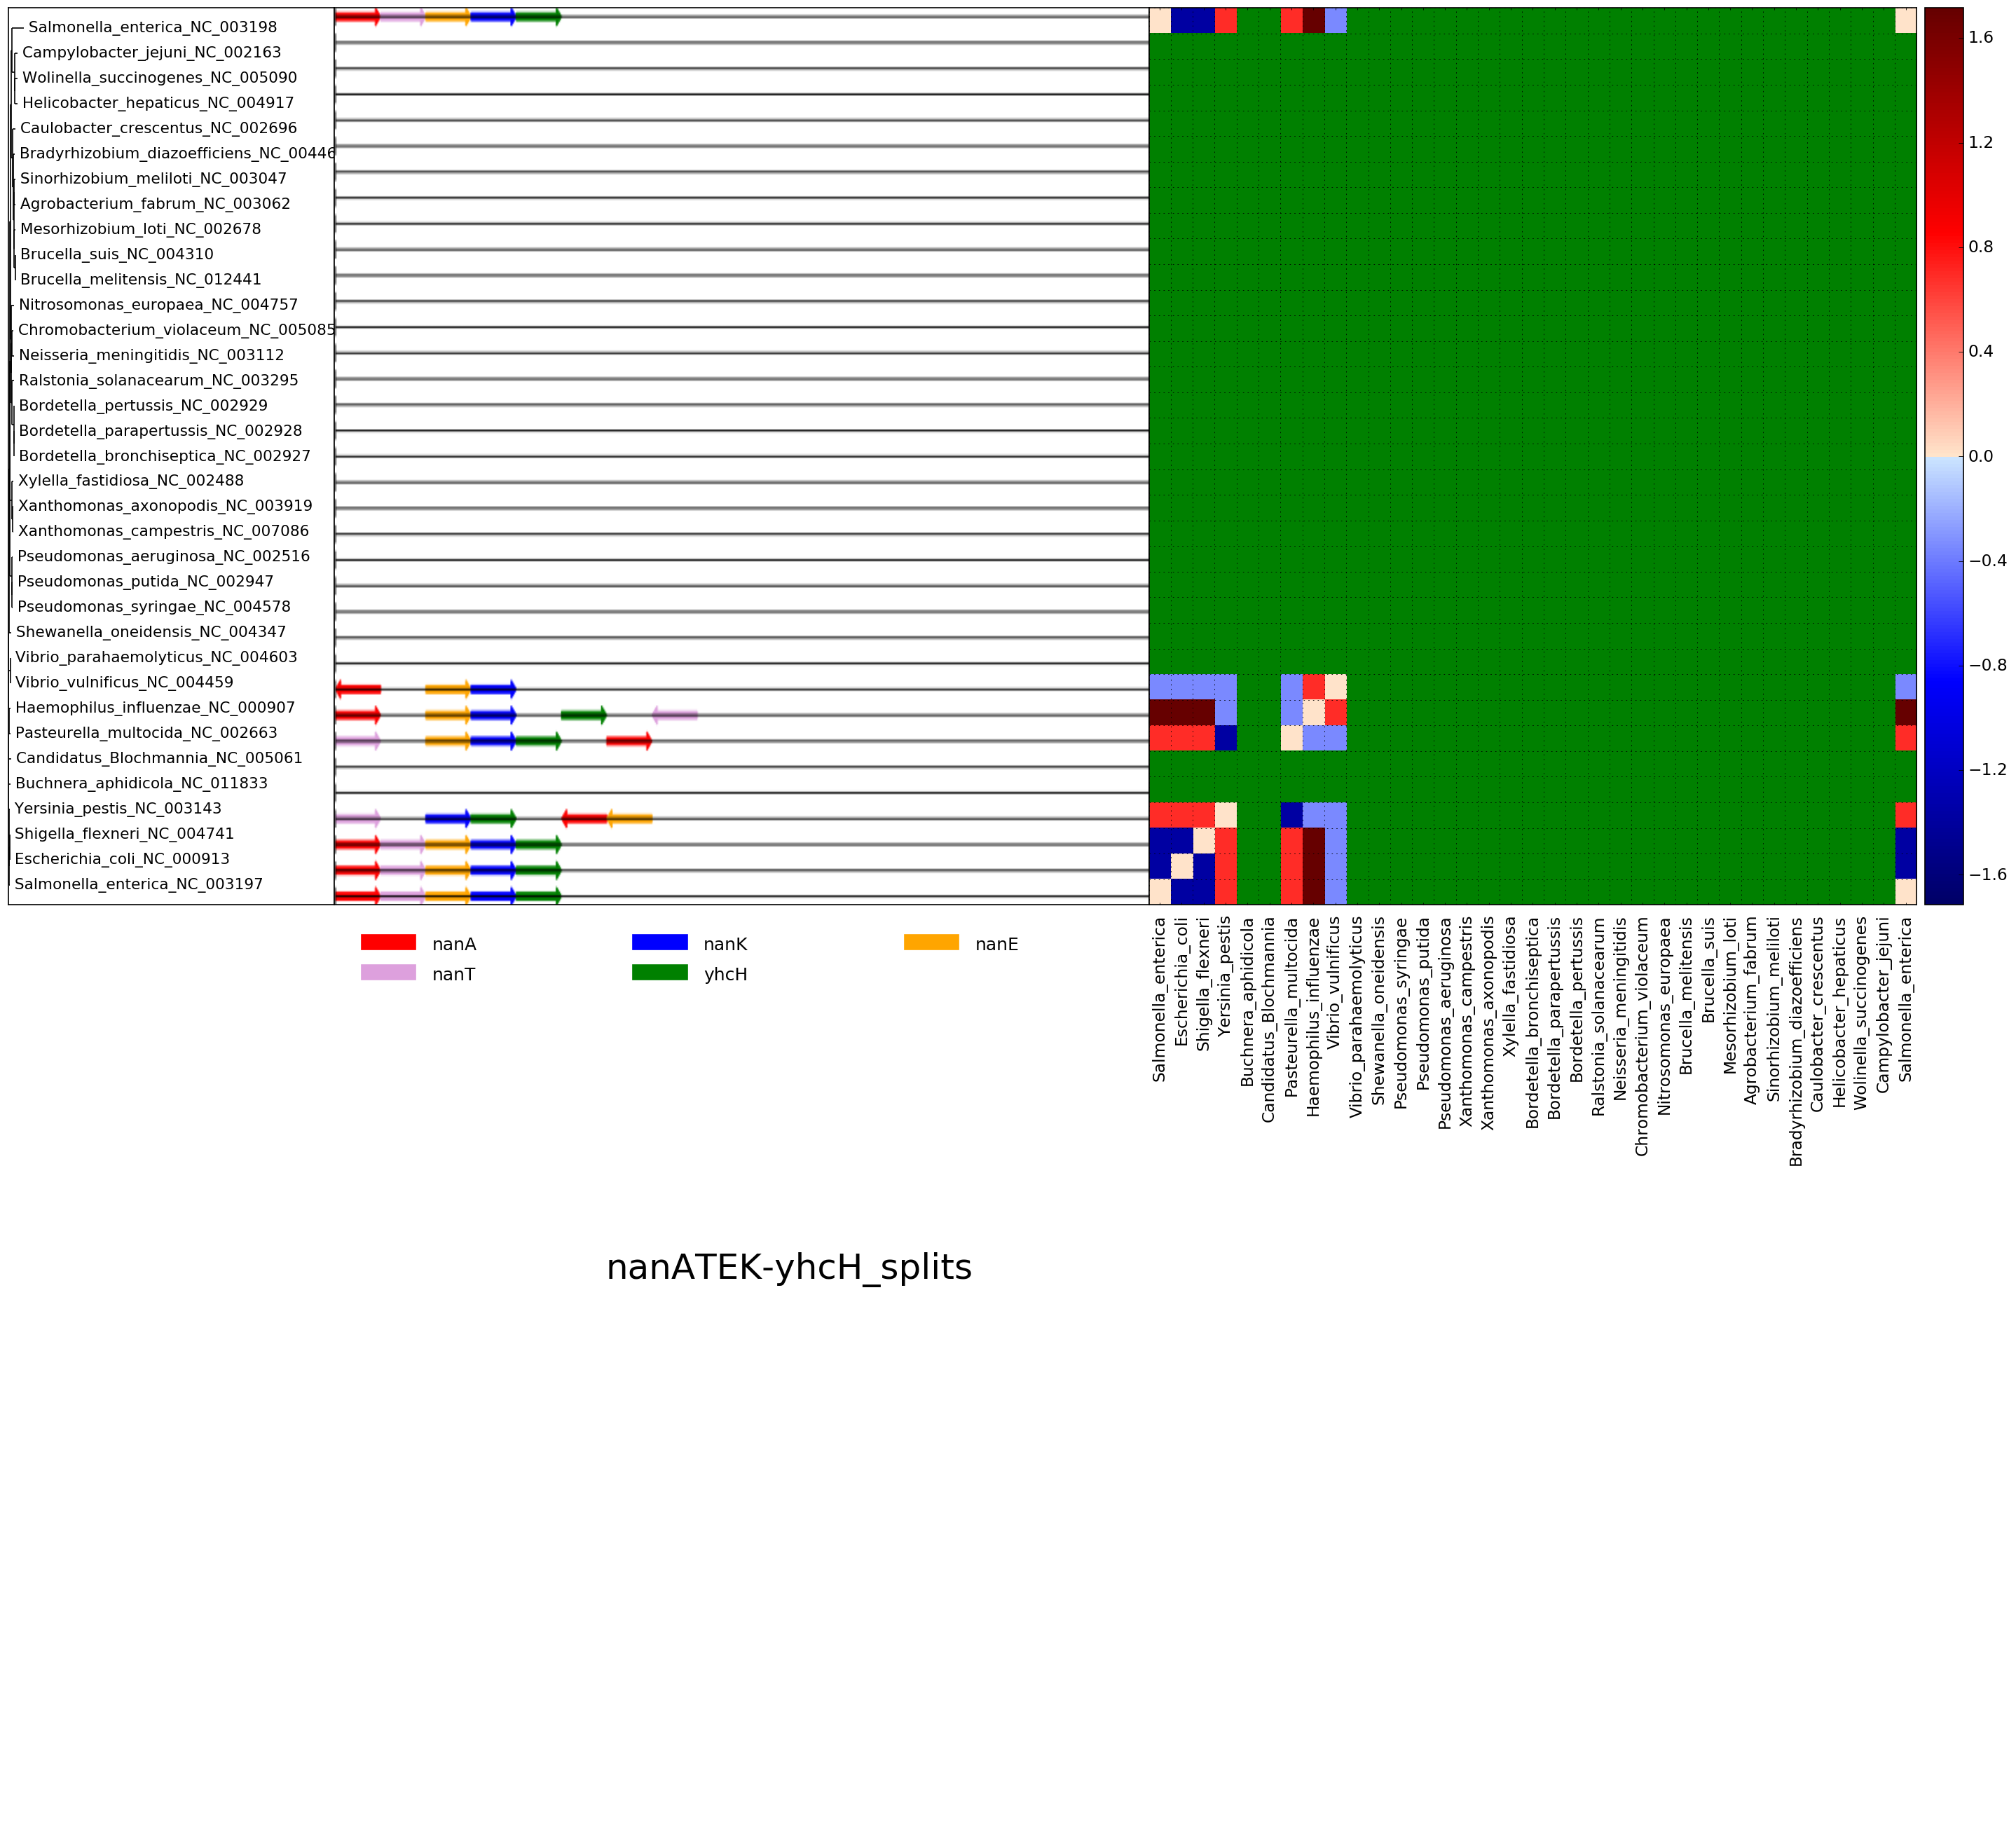 Salmonella_enterica_NC_003198
Campylobacter_jejuni_NC_002163
Wolinella_succinogenes_NC_005090
Helicobacter_hepaticus_NC_004917
Caulobacter_crescentus_NC_002696
Bradyrhizobium_diazoefficiens_NC_00446
Sinorhizobium_meliloti_NC_003047
Agrobacterium_fabrum_NC_003062
Mesorhizobium_loti_NC_002678
Brucella_suis_NC_004310
Brucella_melitensis_NC_012441
Nitrosomonas_europaea_NC_004757
Chromobacterium_violaceum_NC_005085
Neisseria_meningitidis_NC_003112
Ralstonia_solanacearum_NC_003295
Bordetella_pertussis_NC_002929
Bordetella_parapertussis_NC_002928
Bordetella_bronchiseptica_NC_002927
Xylella_fastidiosa_NC_002488
Xanthomonas_axonopodis_NC_003919
Xanthomonas_campestris_NC_007086
Pseudomonas_aeruginosa_NC_002516
Pseudomonas_putida_NC_002947
Pseudomonas_syringae_NC_004578
Shewanella_oneidensis_NC_004347
Vibrio_parahaemolyticus_NC_004603
Vibrio_vulnificus_NC_004459
Haemophilus_influenzae_NC_000907
Pasteurella_multocida_NC_002663
Candidatus_Blochmannia_NC_005061
Buchnera_aphidicola_NC_011833
Yersinia_pestis_NC_003143
Shigella_flexneri_NC_004741
Escherichia_coli_NC_000913
Salmonella_enterica_NC_003197
1.6
1.2
0.8
0.4
0.0
−0.4
−0.8
−1.2
−1.6
Salmonella_enterica
Escherichia_coli
Shigella_flexneri
Yersinia_pestis
Buchnera_aphidicola
Candidatus_Blochmannia
Pasteurella_multocida
Haemophilus_influenzae
Vibrio_vulnificus
Vibrio_parahaemolyticus
Shewanella_oneidensis
Pseudomonas_syringae
Pseudomonas_putida
Pseudomonas_aeruginosa
Xanthomonas_campestris
Xanthomonas_axonopodis
Xylella_fastidiosa
Bordetella_bronchiseptica
Bordetella_parapertussis
Bordetella_pertussis
Ralstonia_solanacearum
Neisseria_meningitidis
Chromobacterium_violaceum
Nitrosomonas_europaea
Brucella_melitensis
Brucella_suis
Mesorhizobium_loti
Agrobacterium_fabrum
Sinorhizobium_meliloti
Bradyrhizobium_diazoefficiens
Caulobacter_crescentus
Helicobacter_hepaticus
Wolinella_succinogenes
Campylobacter_jejuni
Salmonella_enterica
nanA nanK nanE
nanT yhcH
nanATEK-yhcH_splits